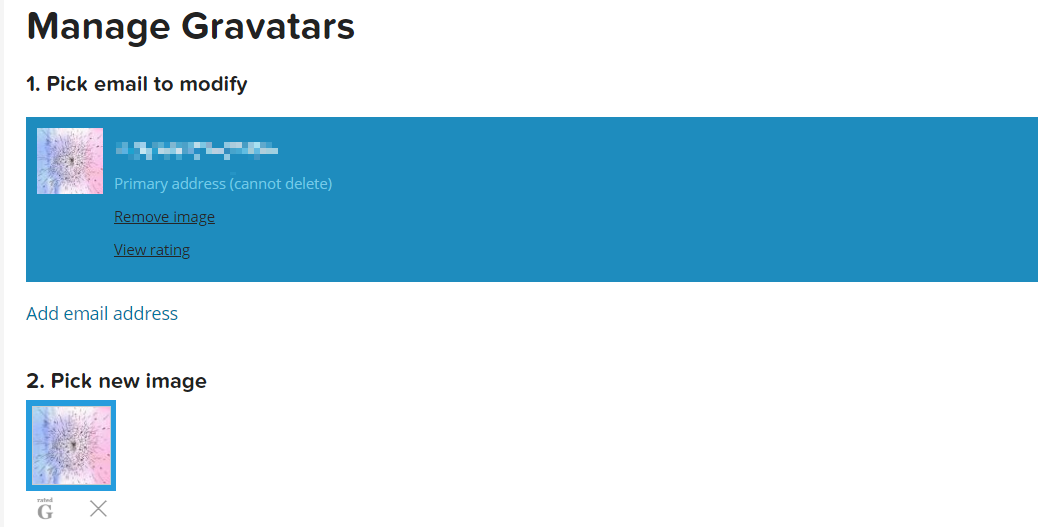 Manage Gravatars
1. Pick email to modify
Primary address (cannot delete)
Remove image
View rating
Add email address
2. Pick new image
rated
G